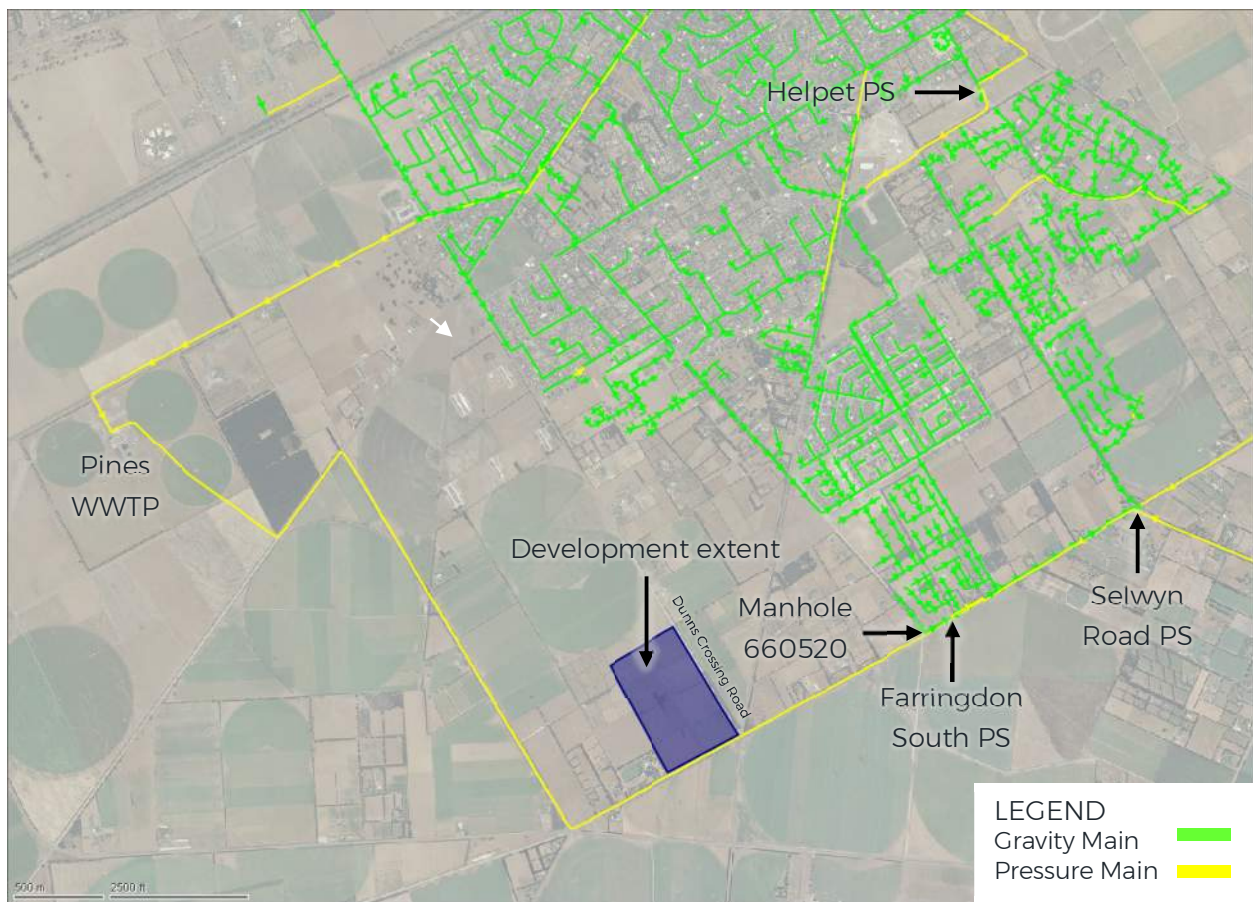 Helpet PS
Pines
WWTP
Development extent
Dunns Crossing Road
Manhole
660520
Selwyn
Road PS
Farringdon
South PS
LEGEND
Gravity Main
Pressure Main
500 m
2500 ft